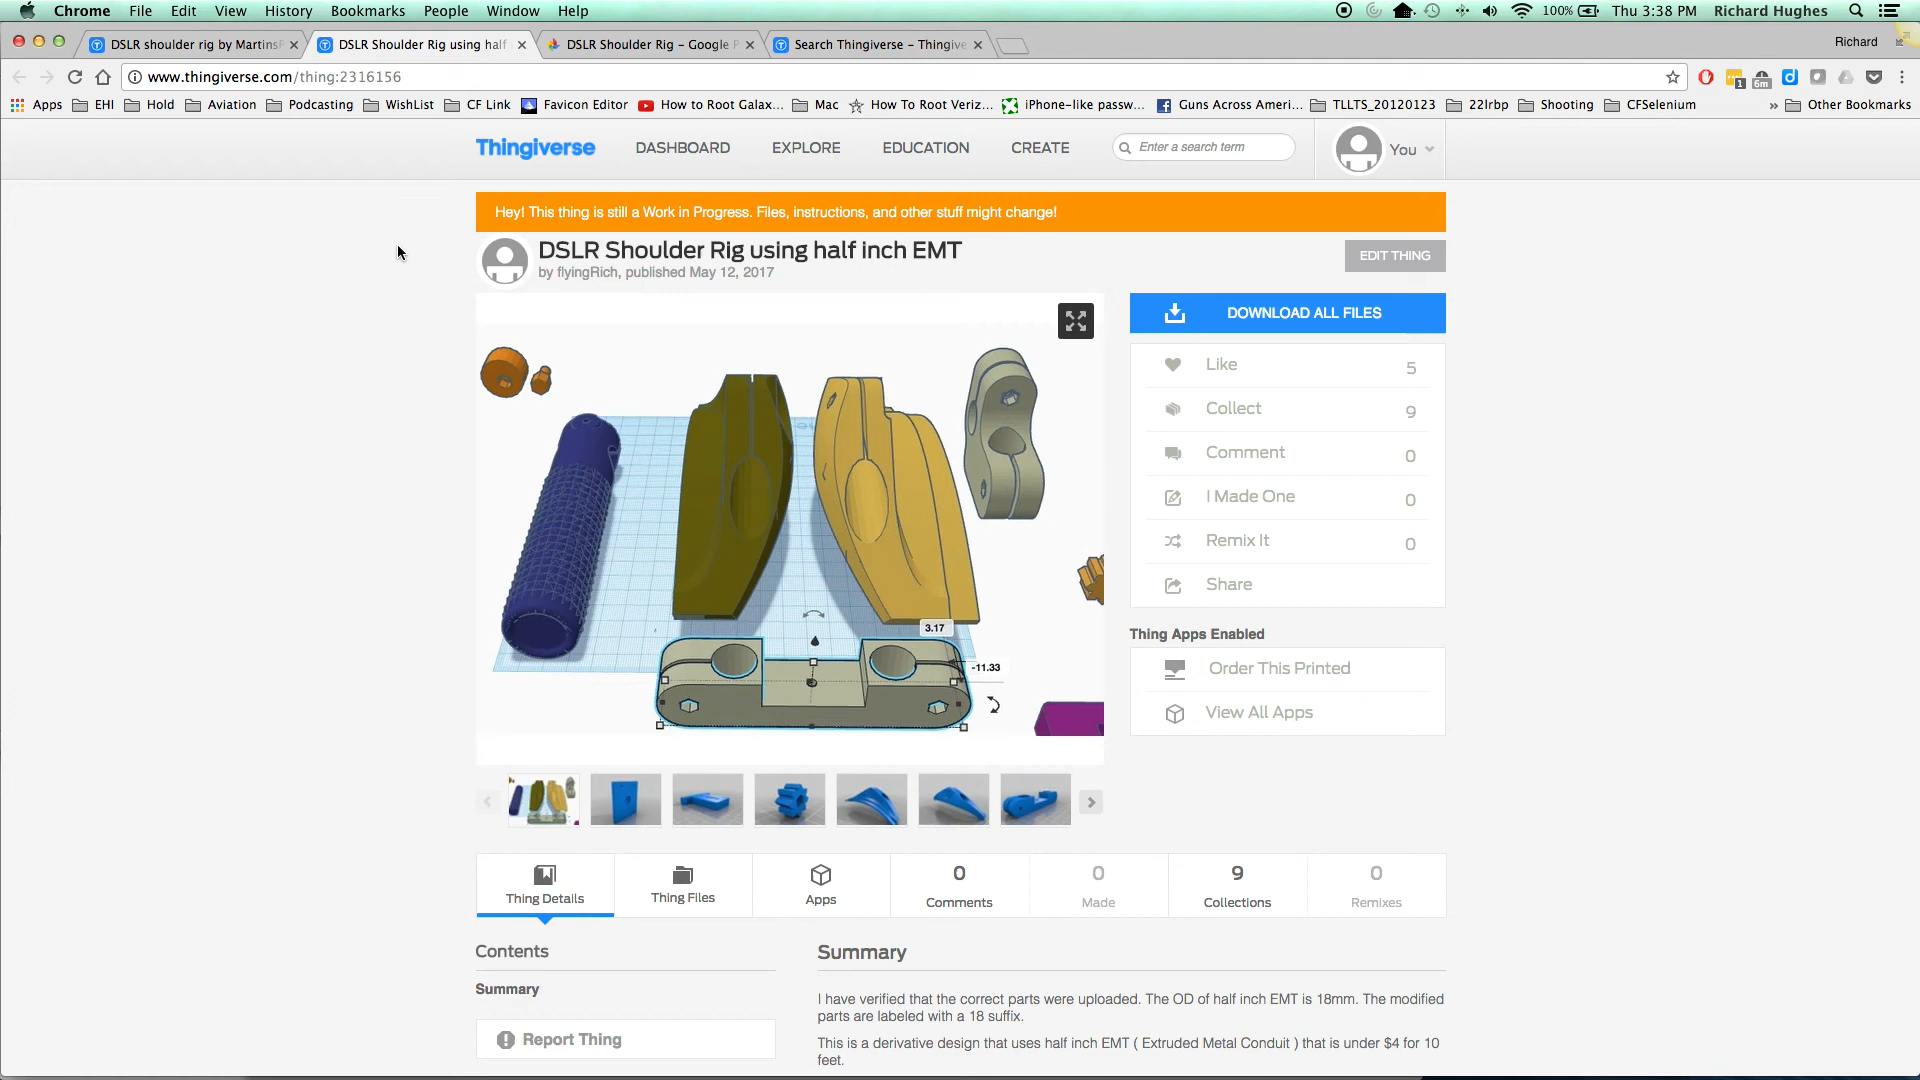 Chrome File Edit View History Bookmarks People Window Help 100% Thu 3:38 PM Richard Hughes
DSLR shoulder rig by Martins DSLR Shoulder Rig using half DSLR Shoulder Rig – Google Search Thingiverse – Thingive Richard
www.thingiverse.com/thing:2316156 1 6m
Apps EHI Hold Aviation Podcasting WishList CF Link Favicon Editor How to Root Galax... Mac How To Root Veriz... iPhone-like passw... Guns Across Ameri... TLLTS_20120123 22lrbp Shooting CFSelenium » Other Bookmarks
Thingiverse DASHBOARD EXPLORE EDUCATION CREATE Enter a search term You
Hey! This thing is still a Work in Progress. Files, instructions, and other stuff might change!
DSLR Shoulder Rig using half inch EMT
by flyingRich, published May 12, 2017
EDIT THING
DOWNLOAD ALL FILES
Like 5
Collect 9
Comment 0
I Made One 0
Remix It 0
Share
3.17
-11.33
Thing Apps Enabled
Order This Printed
View All Apps
Thing Details
Thing Files
Apps
0 Comments
0 Made
9 Collections
0 Remixes
Contents
Summary
Report Thing
Summary
I have verified that the correct parts were uploaded. The OD of half inch EMT is 18mm. The modified
parts are labeled with a 18 suffix.
This is a derivative design that uses half inch EMT ( Extruded Metal Conduit ) that is under $4 for 10
feet.